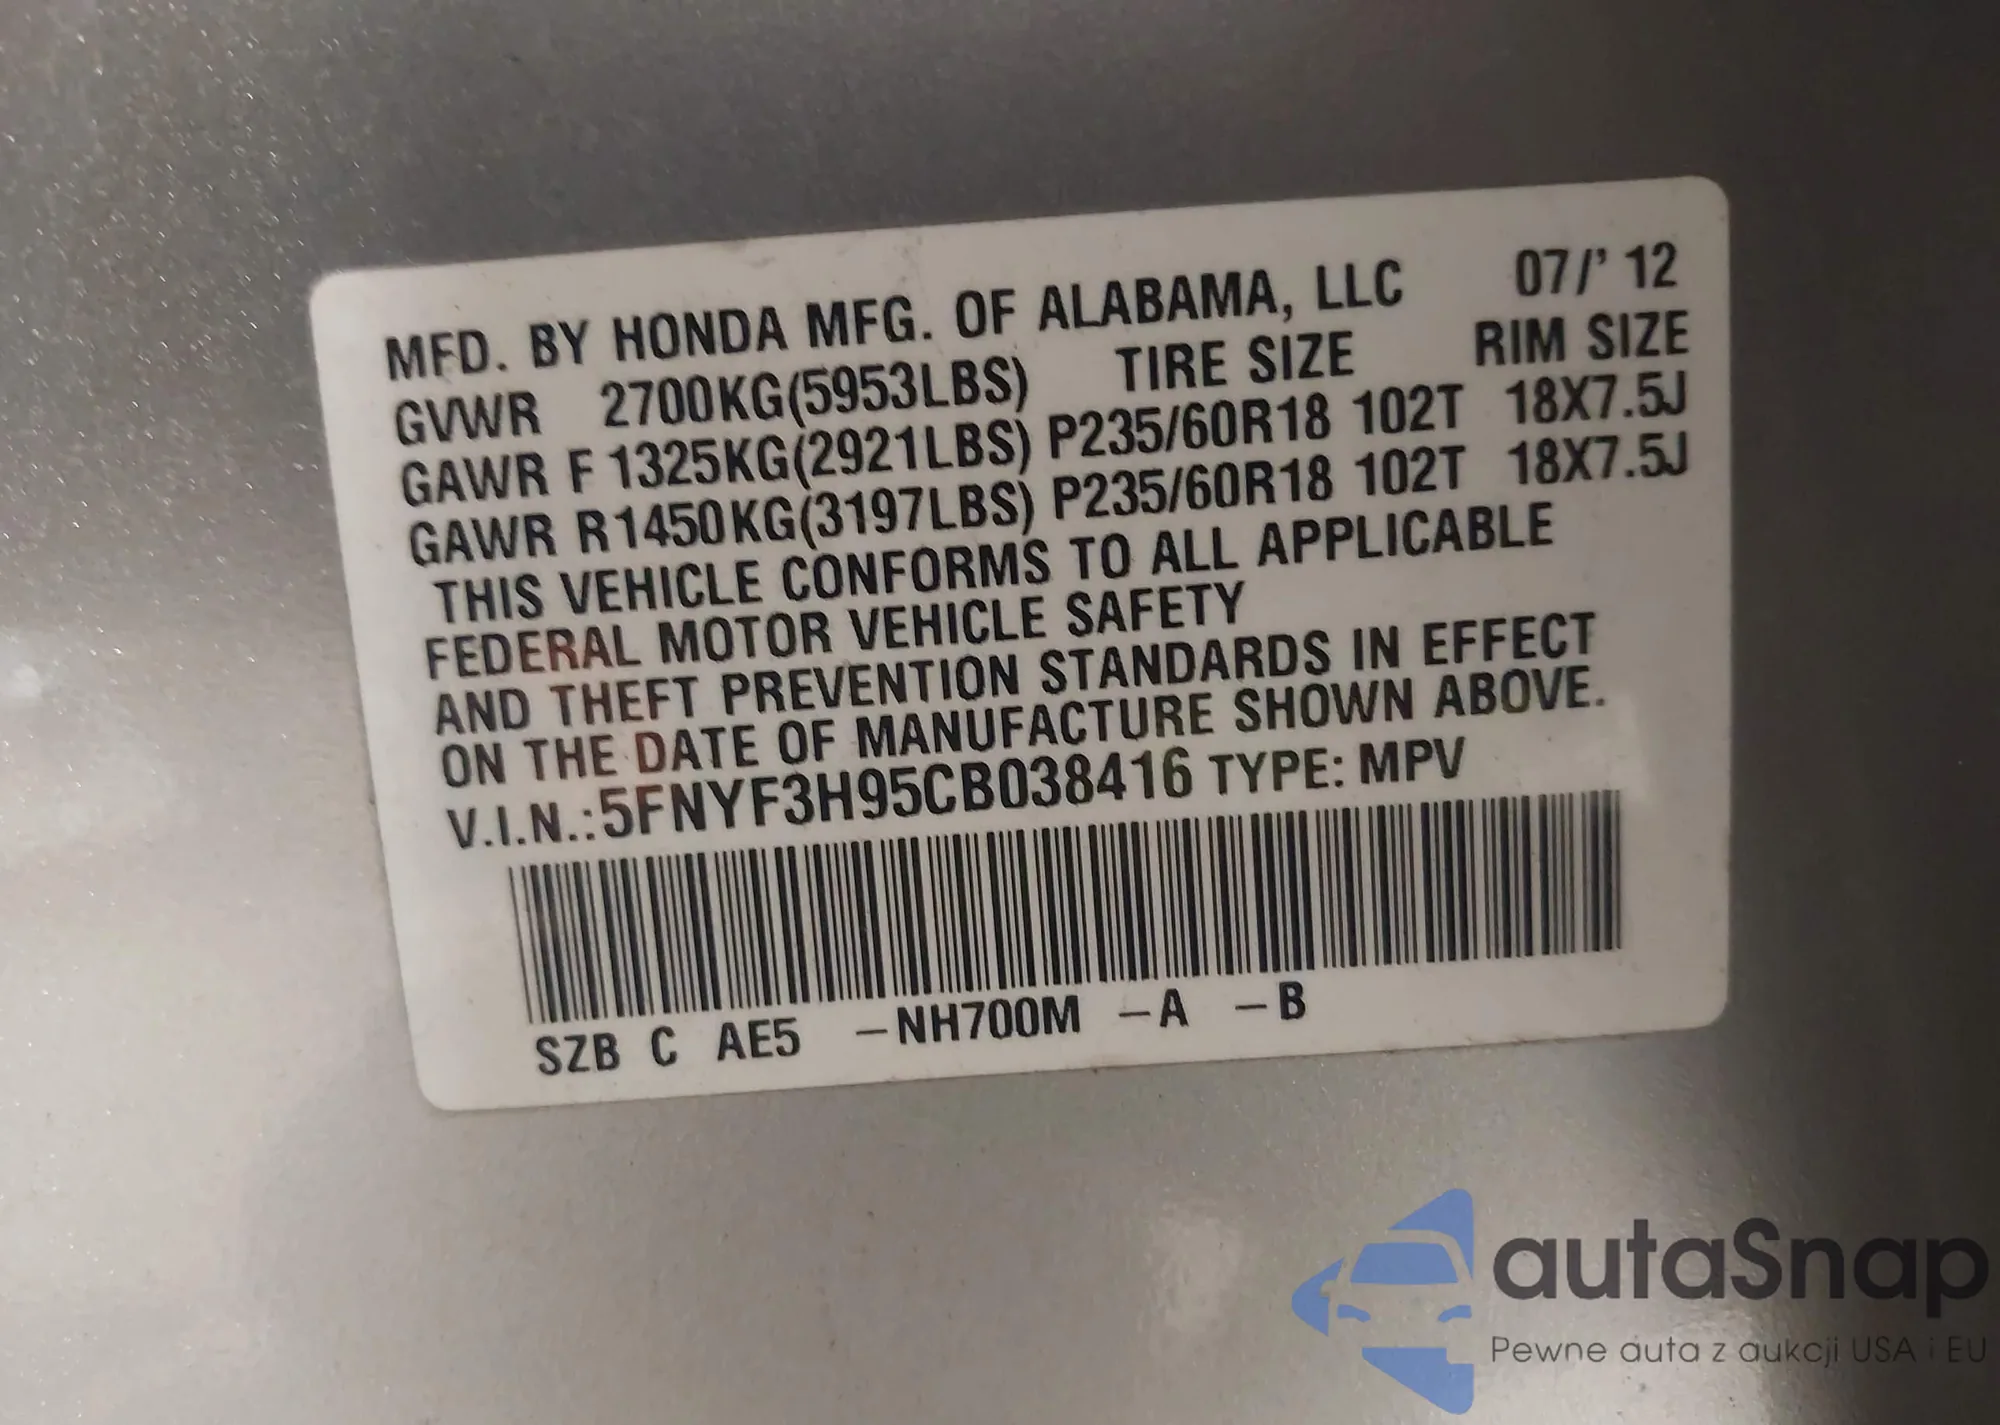 MFD. BY HONDA MFG. OF ALABAMA, LLC 07/' 12
GVWR 2700KG(5953LBS) TIRE SIZE RIM SIZE
GAWR F 1325KG(2921LBS) P235/60R18 102T 18X7.5J
GAWR R1450KG(3197LBS) P235/60R18 102T 18X7.5J
THIS VEHICLE CONFORMS TO ALL APPLICABLE
FEDERAL MOTOR VEHICLE SAFETY
AND THEFT PREVENTION STANDARDS IN EFFECT
ON THE DATE OF MANUFACTURE SHOWN ABOVE.
V.I.N.:5FNYF3H95CB038416 TYPE: MPV
SZB C AE5 –NH700M –A –B
autaSnap
Pewne auta z aukcji USA i EU